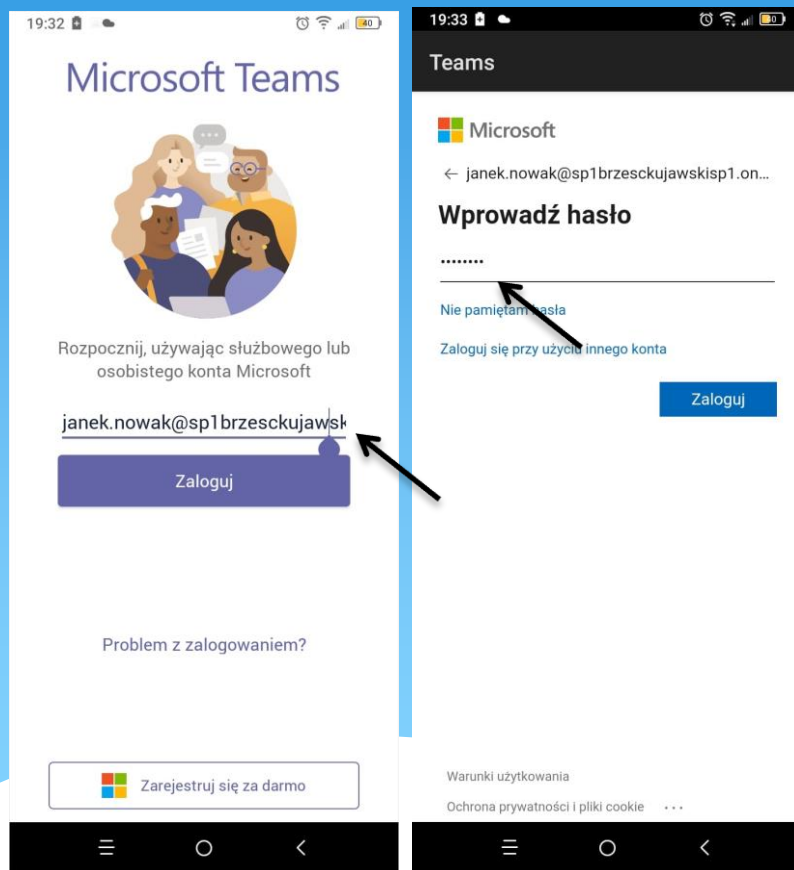 19:32
40
Microsoft Teams
Rozpocznij, używając służbowego lub
osobistego konta Microsoft
janek.nowak@sp1brzesckujawsk
Zaloguj
Problem z zalogowaniem?
Zarejestruj się za darmo
19:33
Teams
Microsoft
← janek.nowak@sp1brzesckujawskisp1.on...
Wprowadź hasło
........
Nie pamiętam hasła
Zaloguj się przy użyciu innego konta
Zaloguj
Warunki użytkowania
Ochrona prywatności i pliki cookie ...